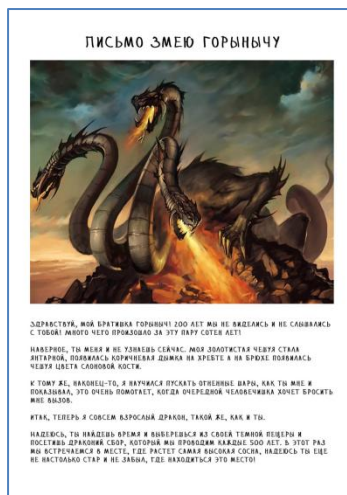 ПИСЬМО ЗМЕЮ ГОРЫНЫЧУ
ЗДРАВСТВУЙ, МОЙ БРАТИШКА ГОРЫНЫЧ! 200 ЛЕТ МЫ НЕ ВИДЕЛИСЬ И НЕ СЛЫШАЛИСЬ
С ТОБОЙ! МНОГО ЧЕГО ПРОИЗОШЛО ЗА ЭТУ ПАРУ СОТЕН ЛЕТ!
НАВЕРНОЕ, ТЫ МЕНЯ И НЕ УЗНАЕШЬ СЕЙЧАС. МОЯ ЗОЛОТИСТАЯ ЧЕШУЯ СТАЛА
ЯНТАРНОЙ, ПОЯВИЛАСЬ КОРИЧНЕВАЯ ДЫМКА НА ХРЕБТЕ А НА БРЮХЕ ПОЯВИЛАСЬ
ЧЕШУЯ ЦВЕТА СЛОНОВОЙ КОСТИ.
К ТОМУ ЖЕ, НАКОНЕЦ-ТО, Я НАУЧИЛСЯ ПУСКАТЬ ОГНЕННЫЕ ШАРЫ, КАК ТЫ МНЕ И
ПОКАЗЫВАЛ, ЭТО ОЧЕНЬ ПОМОГАЕТ, КОГДА ОЧЕРЕДНОЙ ЧЕЛОВЕЧИШКА ХОЧЕТ БРОСИТЬ
МНЕ ВЫЗОВ.
ИТАК, ТЕПЕРЬ Я СОВСЕМ ВЗРОСЛЫЙ ДРАКОН, ТАКОЙ ЖЕ, КАК И ТЫ.
НАДЕЮСЬ, ТЫ НАЙДЕШЬ ВРЕМЯ И ВЫБЕРЕШЬСЯ ИЗ СВОЕЙ ТЕМНОЙ ПЕЩЕРЫ И
ПОСЕТИШЬ ДРАКОНИЙ СБОР, КОТОРЫЙ МЫ ПРОВОДИМ КАЖДЫЕ 500 ЛЕТ. В ЭТОТ РАЗ
МЫ ВСТРЕЧАЕМСЯ В МЕСТЕ, ГДЕ РАСТЕТ САМАЯ ВЫСОКАЯ СОСНА, НАДЕЮСЬ ТЫ ЕЩЕ
НЕ НАСТОЛЬКО СТАР И НЕ ЗАБЫЛ, ГДЕ НАХОДИТЬСЯ ЭТО МЕСТО!